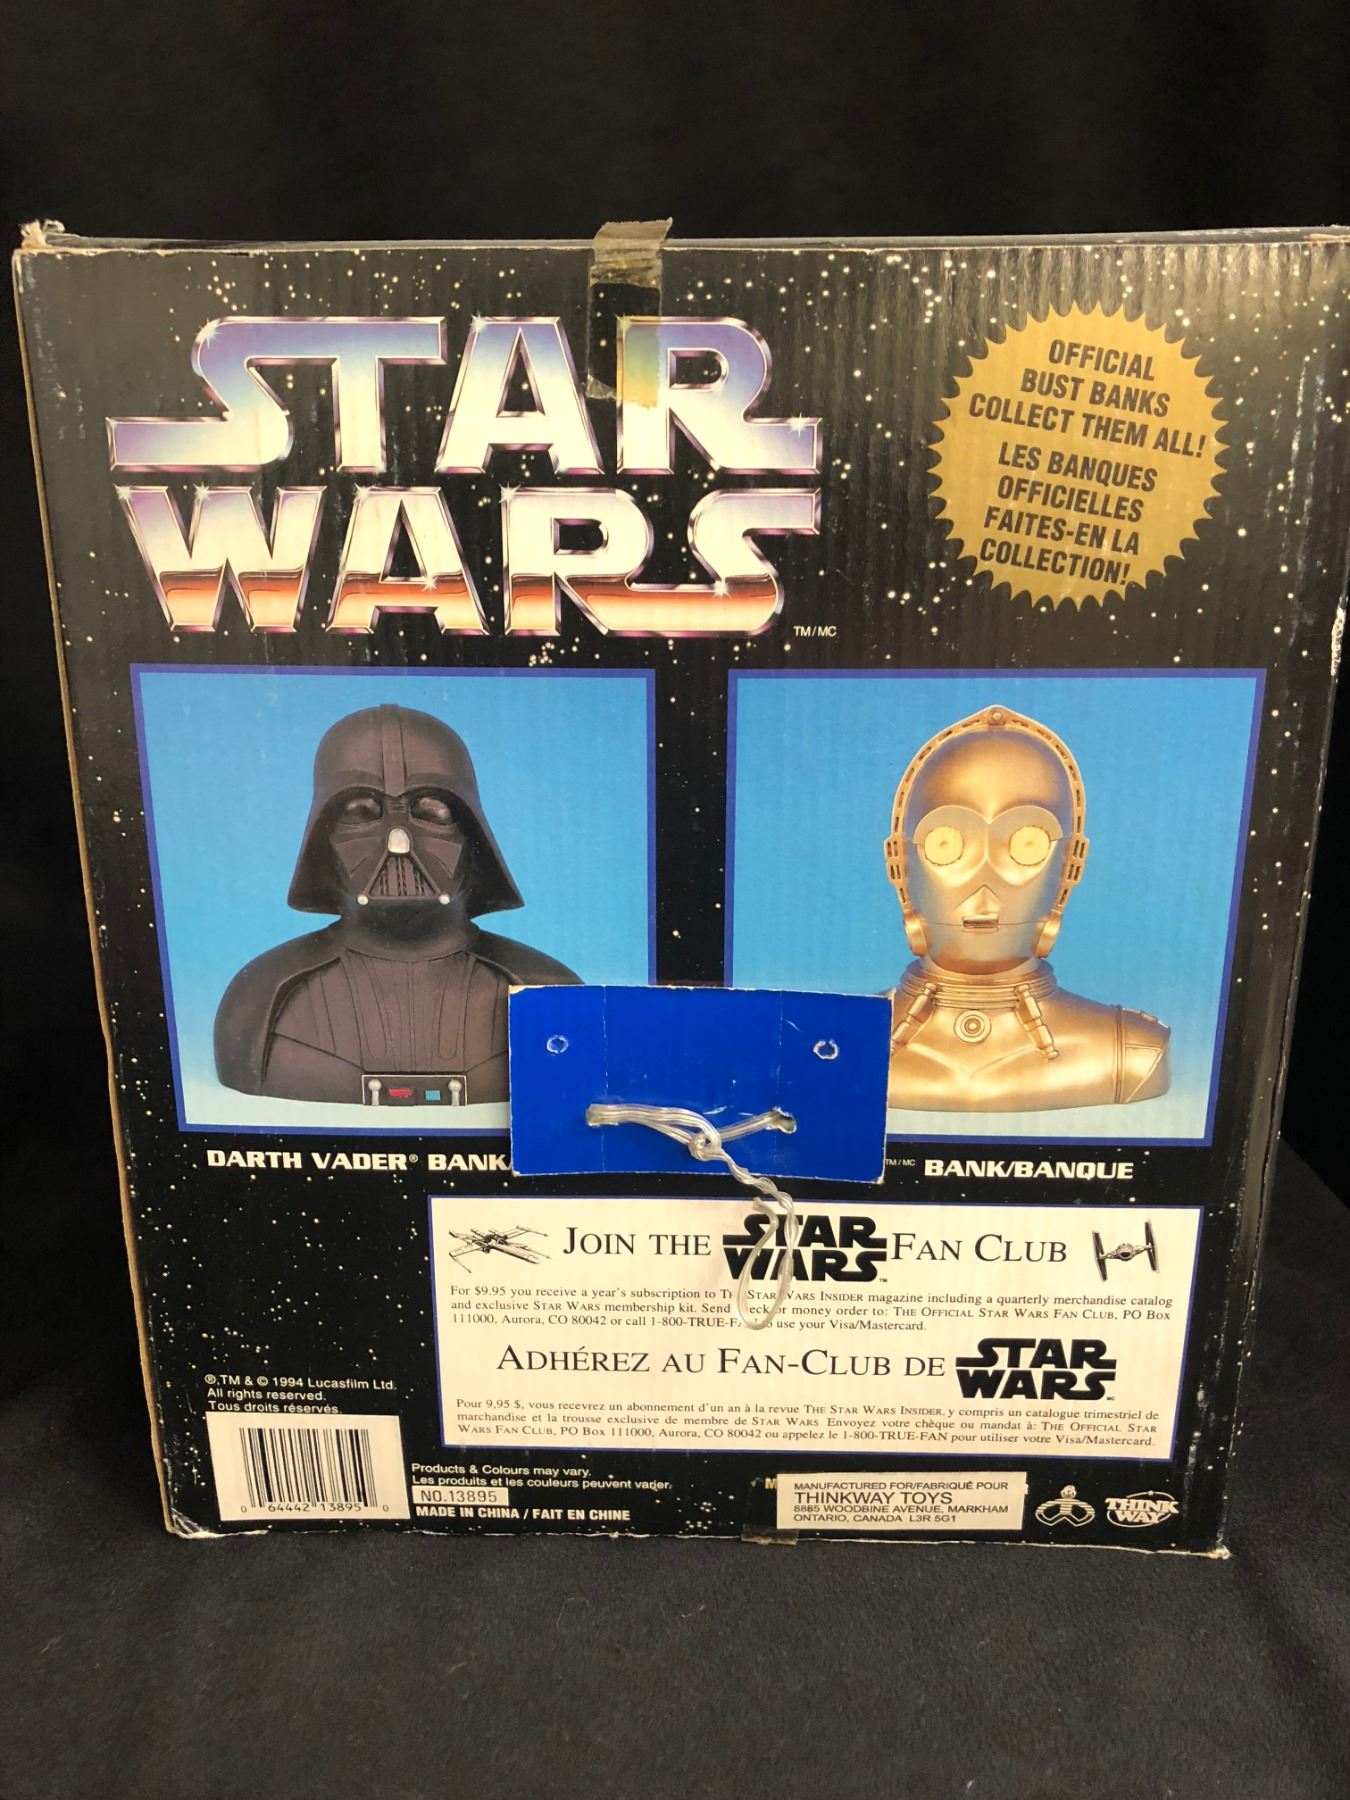 STAR
WARS
TM/MC
OFFICIAL
BUST BANKS
COLLECT THEM ALL!
LES BANQUES
OFFICIELLES
FAITES-EN LA
COLLECTION!
DARTH VADER® BANK
TM/MC BANK/BANQUE
JOIN THE STAR WARS FAN CLUB
TM
For $9.95 you receive a year's subscription to STAR WARS INSIDER magazine including a quarterly merchandise catalog
and exclusive STAR WARS membership kit. Send or money order to: THE OFFICIAL STAR WARS FAN CLUB, PO Box
111000, Aurora, CO 80042 or call 1-800-TRUE- use your Visa/Mastercard.
ADHÉREZ AU FAN-CLUB DE STAR WARS
MC
Pour 9,95 $, vous recevrez un abonnement d'un an à la revue THE STAR WARS INSIDER, y compris un catalogue trimestriel de
marchandise et la trousse exclusive de membre de STAR WARS. Envoyez votre chèque ou mandat à: THE OFFICIAL STAR
WARS FAN CLUB, PO Box 111000, Aurora, CO 80042 ou appelez le 1-800-TRUE-FAN pour utiliser votre Visa/Mastercard.
®,TM & © 1994 Lucasfilm Ltd.
All rights reserved.
Tous droits réservés.
0 64442 13895 0
Products & Colours may vary.
Les produits et les couleurs peuvent varier.
NO.13895
MADE IN CHINA / FAIT EN CHINE
MANUFACTURED FOR/FABRIQUÉ POUR
THINKWAY TOYS
8885 WOODBINE AVENUE, MARKHAM
ONTARIO, CANADA L3R 5G1
THINK
WAY